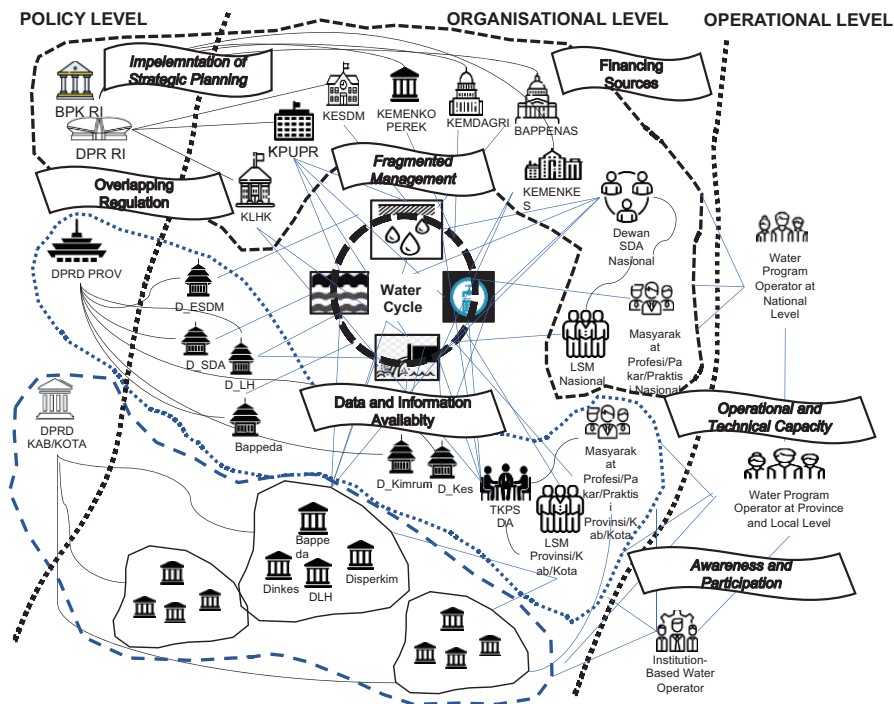 POLICY LEVEL
ORGANISATIONAL LEVEL
OPERATIONAL LEVEL
Impelemntation of
Strategic Planning
Financing
Sources
BPK RI
DPR RI
KESDM
KEMENKO
PEREK
KEMDAGRI
BAPPENAS
KPUPR
Overlapping
Regulation
Fragmented
Management
KLHK
KEMENKE
S
Dewan
SDA
Nasional
Water
Program
Operator at
National
Level
DPRD PROV
D_ESDM
Water
Cycle
D_SDA
D_LH
LSM
Nasional
Masyarak
at
Profesi/Pa
kar/Praktis
i Nasional
DPRD
KAB/KOTA
Bappeda
Data and Information
Availabity
Operational and
Technical Capacity
D_Kimrum
D_Kes
TKPS
DA
Masyarak
at
Profesi/Pa
kar/Praktis
i
Provinsi/K
ab/Kota
LSM
Provinsi/K
ab/Kota
Water Program
Operator at Province
and Local Level
Bappe
da
Dinkes
DLH
Disperkim
Awareness and
Participation
Institution-
Based Water
Operator